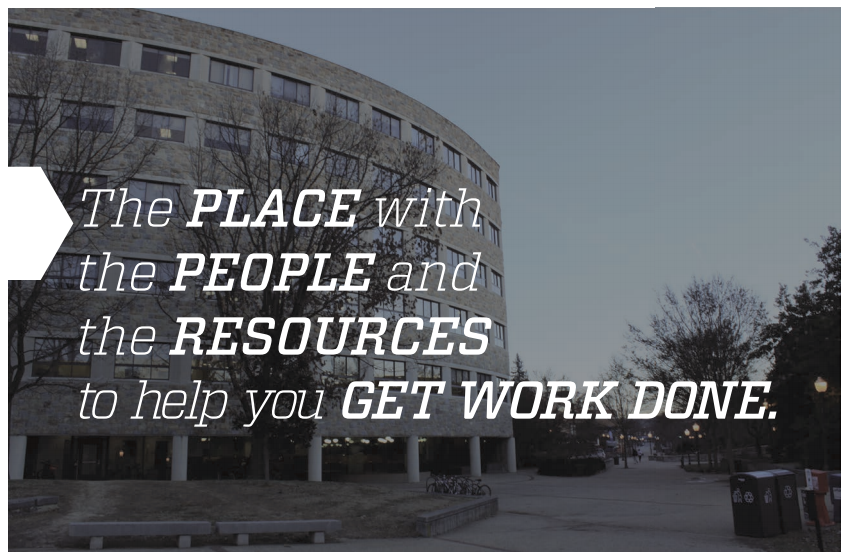 The PLACE with
the PEOPLE and
the RESOURCES
to help you GET WORK DONE.